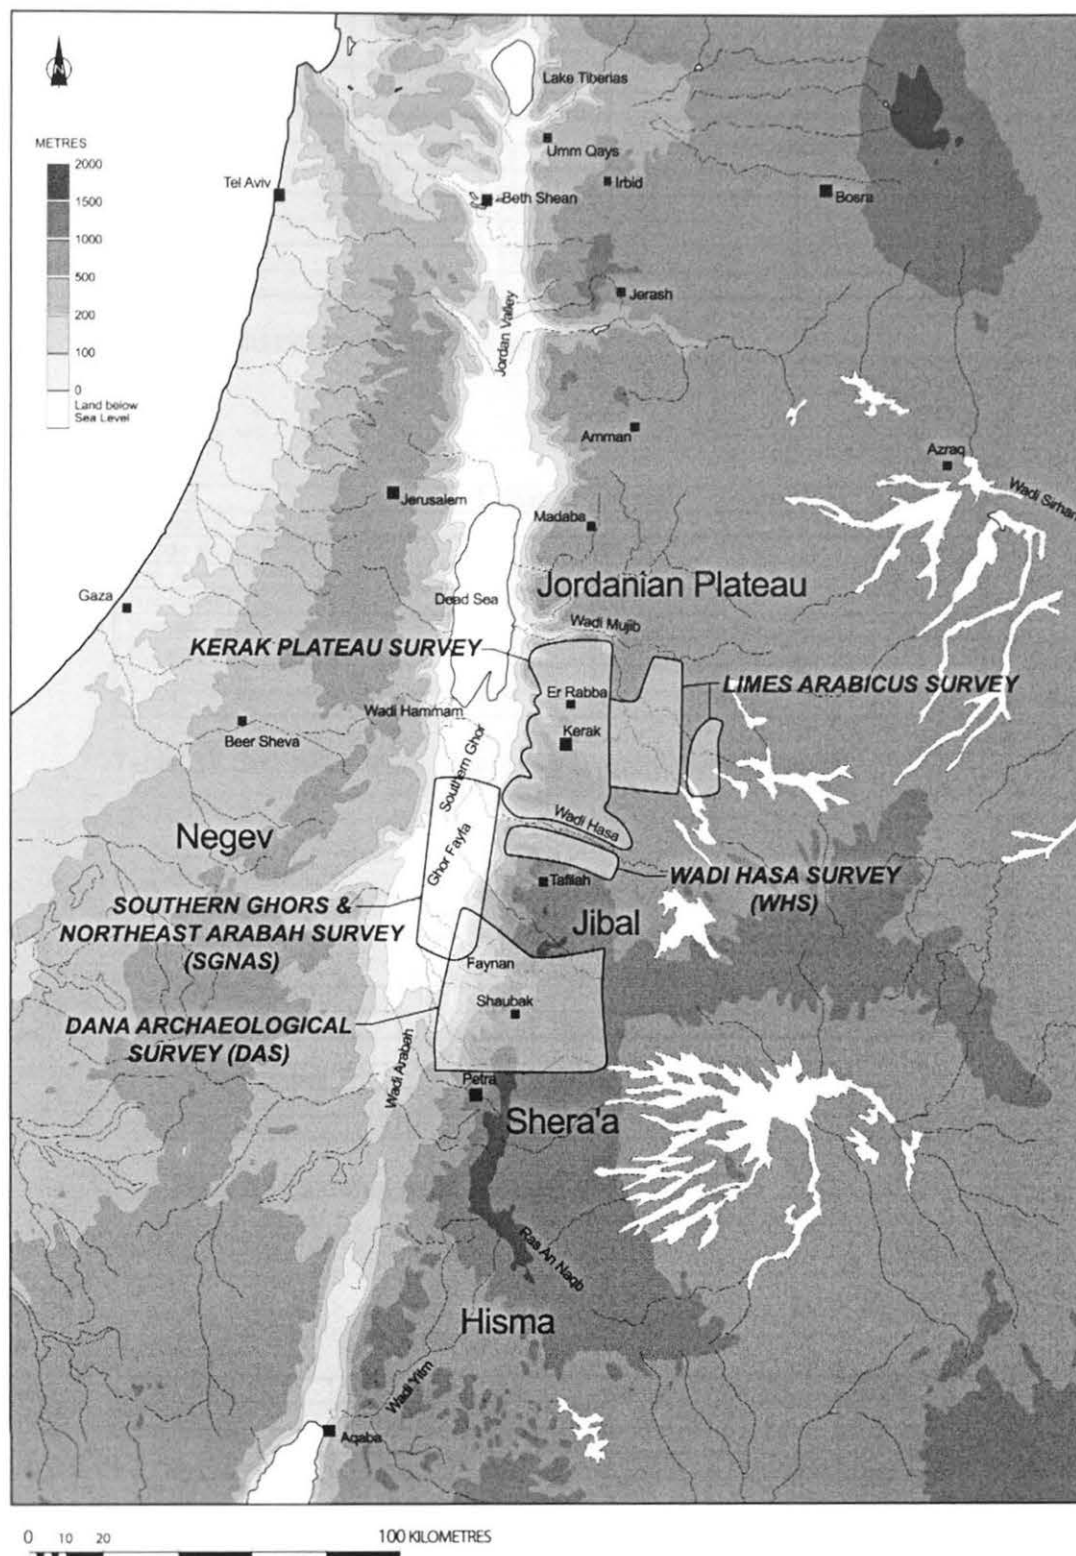 N
Lake Tiberias
METRES
2000
1500
1000
500
200
100
0
Land below
Sea Level
Umm Qays
Tel Aviv
Irbid
Beth Shean
Bosra
Jerash
Jordan Valley
Amman
Azraq
Jerusalem
Wadi Sirhan
Madaba
Jordanian Plateau
Gaza
Dead Sea
Wadi Mujib
KERAK PLATEAU SURVEY
LIMES ARABICUS SURVEY
Er Rabba
Wadi Hammam
Kerak
Beer Sheva
Southern Ghor
Wadi Hasa
Negev
Ghor Fayfa
Tafilah
WADI HASA SURVEY
(WHS)
SOUTHERN GHORS &
NORTHEAST ARABAH SURVEY
(SGNAS)
Jibal
Faynan
Shaubak
DANA ARCHAEOLOGICAL
SURVEY (DAS)
Wadi Arabah
Petra
Shera'a
Ras An Naqb
Hisma
Wadi Yitm
Aqaba
0 10 20 100 KILOMETRES